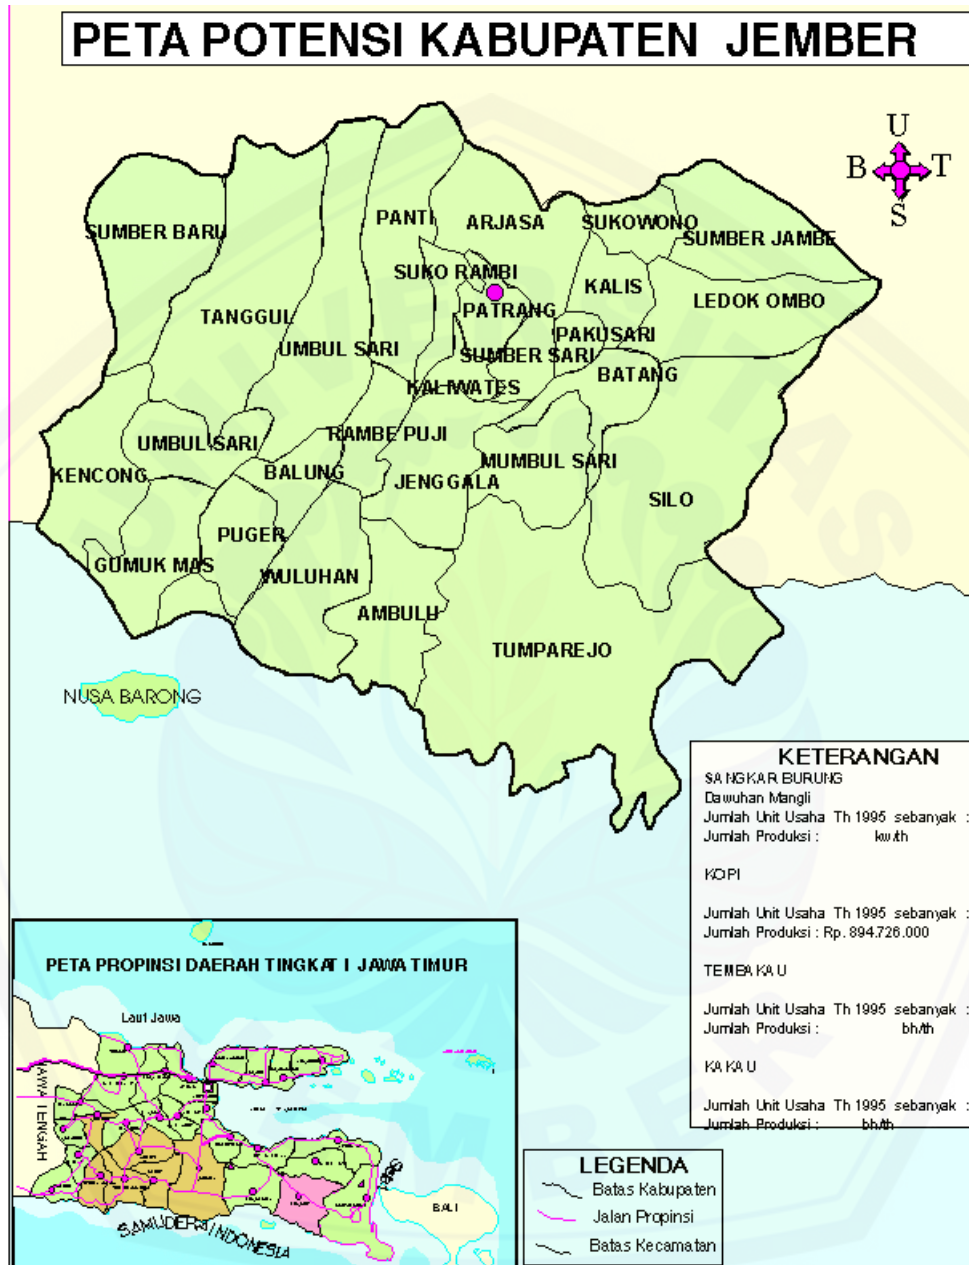 PETA POTENSI KABUPATEN JEMBER
U
B T
S
SUMBER BARU
PANTI
ARJASA
SUKOWONO
SUMBER JAMBE
SUKO RAMBI
KALIS
LEDOK OMBO
TANGGUL
PATRANG
UMBUL SARI
PAKUSARI
SUMBER SARI
BATANG
KALIWATES
UMBUL SARI
RAMBE PUJI
KENCONG
BALUNG
JENGGALA
MUMBUL SARI
SILO
PUGER
GUMUK MAS
WULUHAN
AMBULU
TUMPAREJO
NUSA BARONG
KETERANGAN
SANGKAR BURUNG
Dawuhan Mangli
Jumlah Unit Usaha Th 1995 sebanyak :
Jumlah Produksi : kw/th
KOPI
Jumlah Unit Usaha Th 1995 sebanyak :
Jumlah Produksi : Rp. 894.726.000
TEMBAKAU
Jumlah Unit Usaha Th 1995 sebanyak :
Jumlah Produksi : bh/th
KAKAU
Jumlah Unit Usaha Th 1995 sebanyak :
Jumlah Produksi : bh/th
PETA PROPINSI DAERAH TINGKAT I JAWA TIMUR
Laut Jawa
JAWA TENGAH
BALI
SAMUDERA INDONESIA
LEGENDA
Batas Kabupaten
Jalan Propinsi
Batas Kecamatan
UNIVERSITAS JEMBER